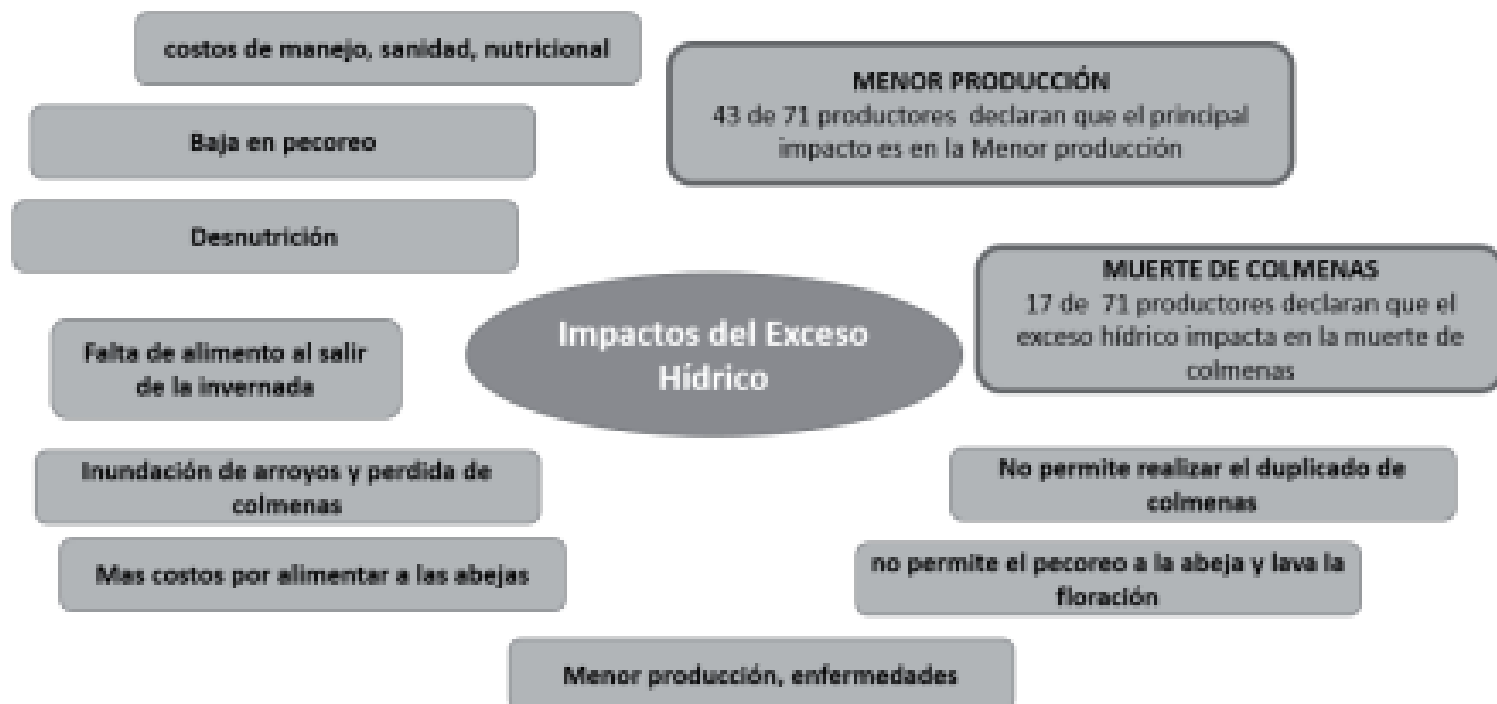 costos de manejo, sanidad, nutricional
MENOR PRODUCCIÓN
43 de 71 productores declaran que el principal
impacto es en la Menor producción
Baja en pecoreo
Desnutrición
MUERTE DE COLMENAS
17 de 71 productores declaran que el
exceso hídrico impacta en la muerte de
colmenas
Impactos del Exceso
Hídrico
Falta de alimento al salir
de la invernada
Inundación de arroyos y perdida de
colmenas
No permite realizar el duplicado de
colmenas
Mas costos por alimentar a las abejas
no permite el pecoreo a la abeja y lava la
floración
Menor producción, enfermedades